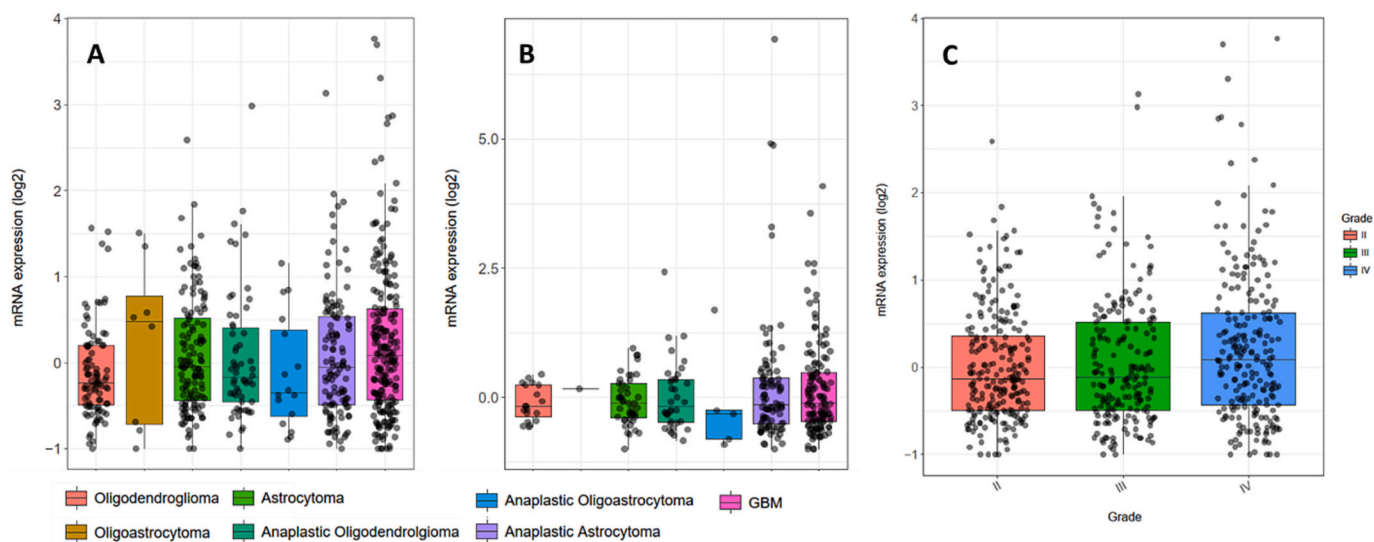 A
mRNA expression (log2)
4
3
2
1
0
−1
B
mRNA expression (log2)
5.0
2.5
0.0
C
mRNA expression (log2)
4
3
2
1
0
−1
II
III
IV
Grade
Grade
II
III
IV
Oligodendroglioma
Astrocytoma
Anaplastic Oligoastrocytoma
GBM
Oligoastrocytoma
Anaplastic Oligodendrolgioma
Anaplastic Astrocytoma